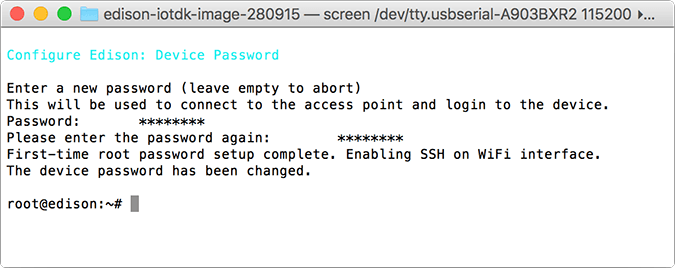 edison-iotdk-image-280915 — screen /dev/tty.usbserial-A903BXR2 115200 ▸...
Configure Edison: Device Password
Enter a new password (leave empty to abort)
This will be used to connect to the access point and login to the device.
Password: ********
Please enter the password again: ********
First-time root password setup complete. Enabling SSH on WiFi interface.
The device password has been changed.
root@edison:~#